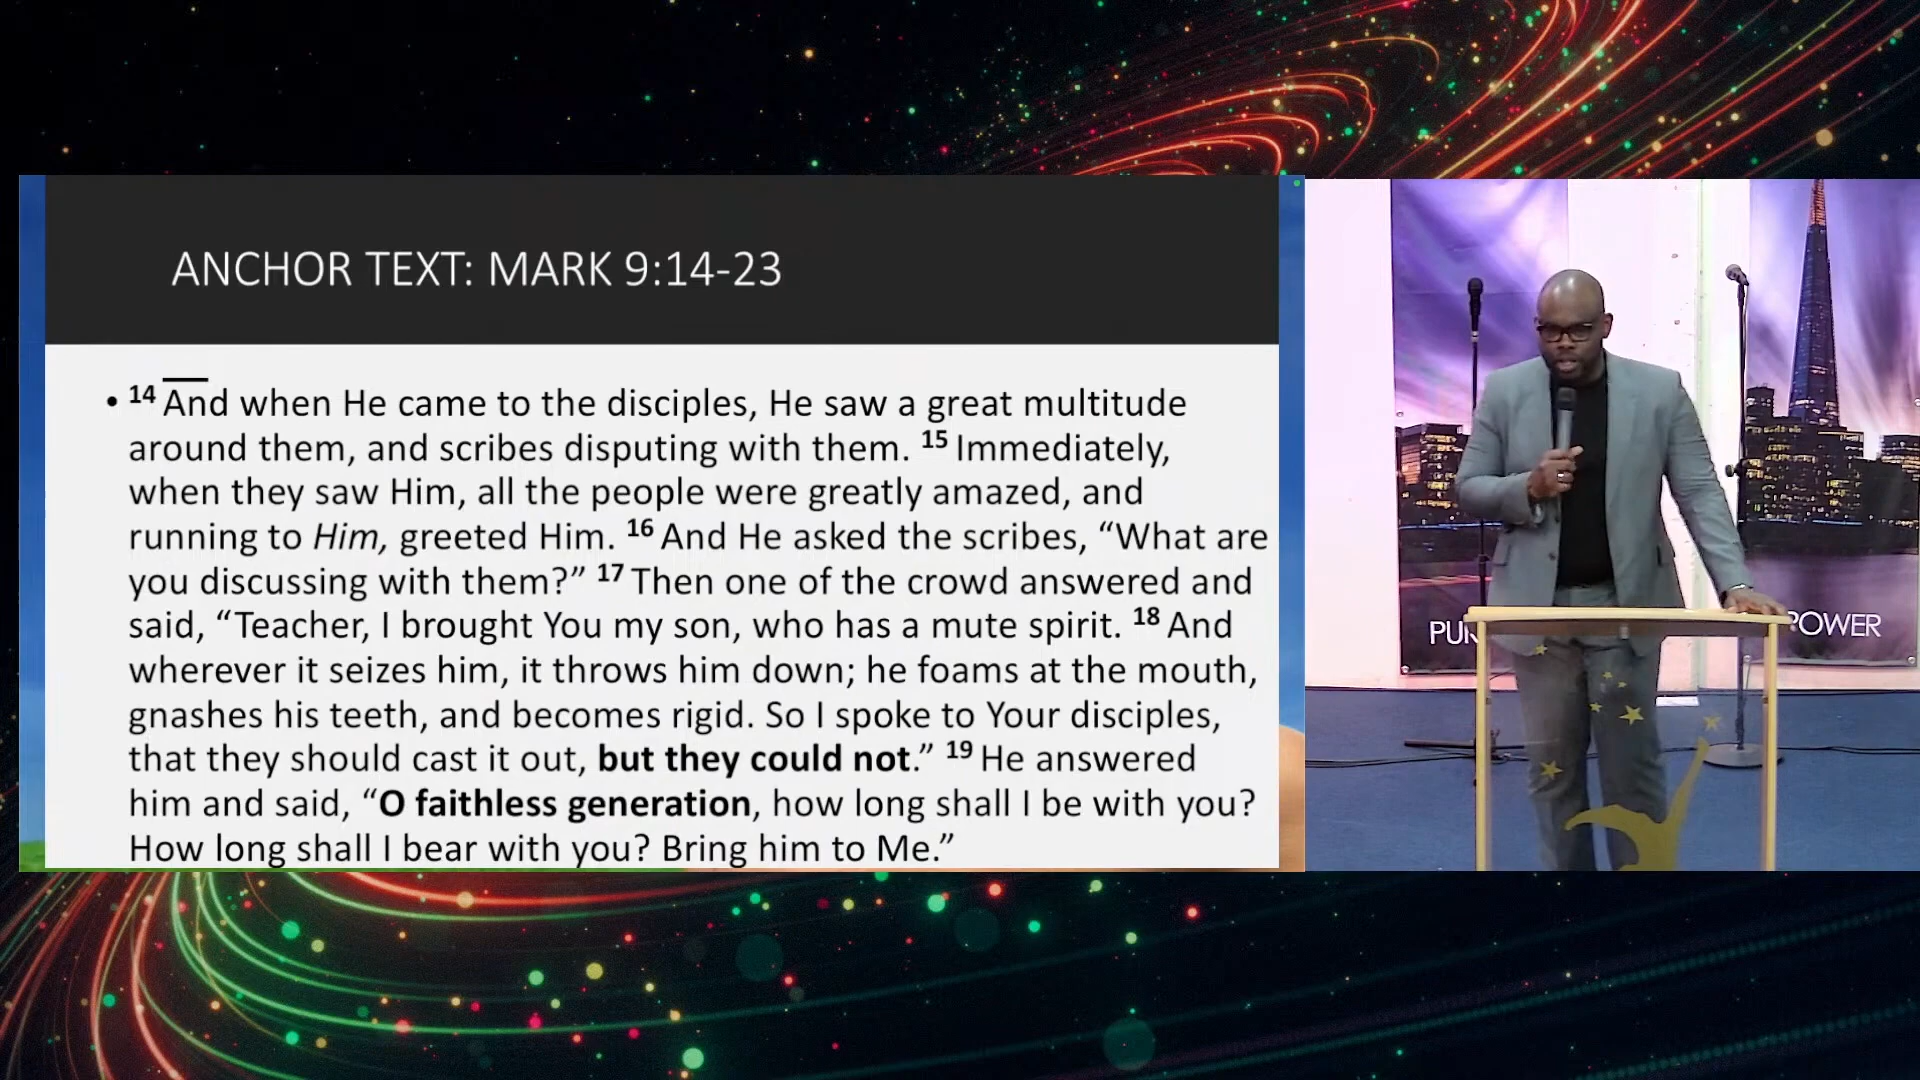 ANCHOR TEXT: MARK 9:14-23
• 14 And when He came to the disciples, He saw a great multitude
around them, and scribes disputing with them. 15 Immediately,
when they saw Him, all the people were greatly amazed, and
running to Him, greeted Him. 16 And He asked the scribes, “What are
you discussing with them?” 17 Then one of the crowd answered and
said, “Teacher, I brought You my son, who has a mute spirit. 18 And
wherever it seizes him, it throws him down; he foams at the mouth,
gnashes his teeth, and becomes rigid. So I spoke to Your disciples,
that they should cast it out, but they could not.” 19 He answered
him and said, “O faithless generation, how long shall I be with you?
How long shall I bear with you? Bring him to Me.”
POWER